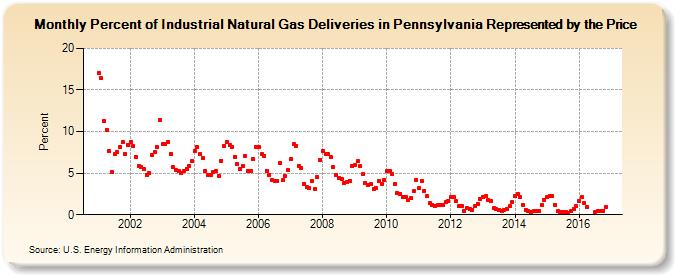 Monthly Percent of Industrial Natural Gas Deliveries in Pennsylvania Represented by the Price
Percent
20
15
10
5
0
2002 2004 2006 2008 2010 2012 2014 2016
Source: U.S. Energy Information Administration